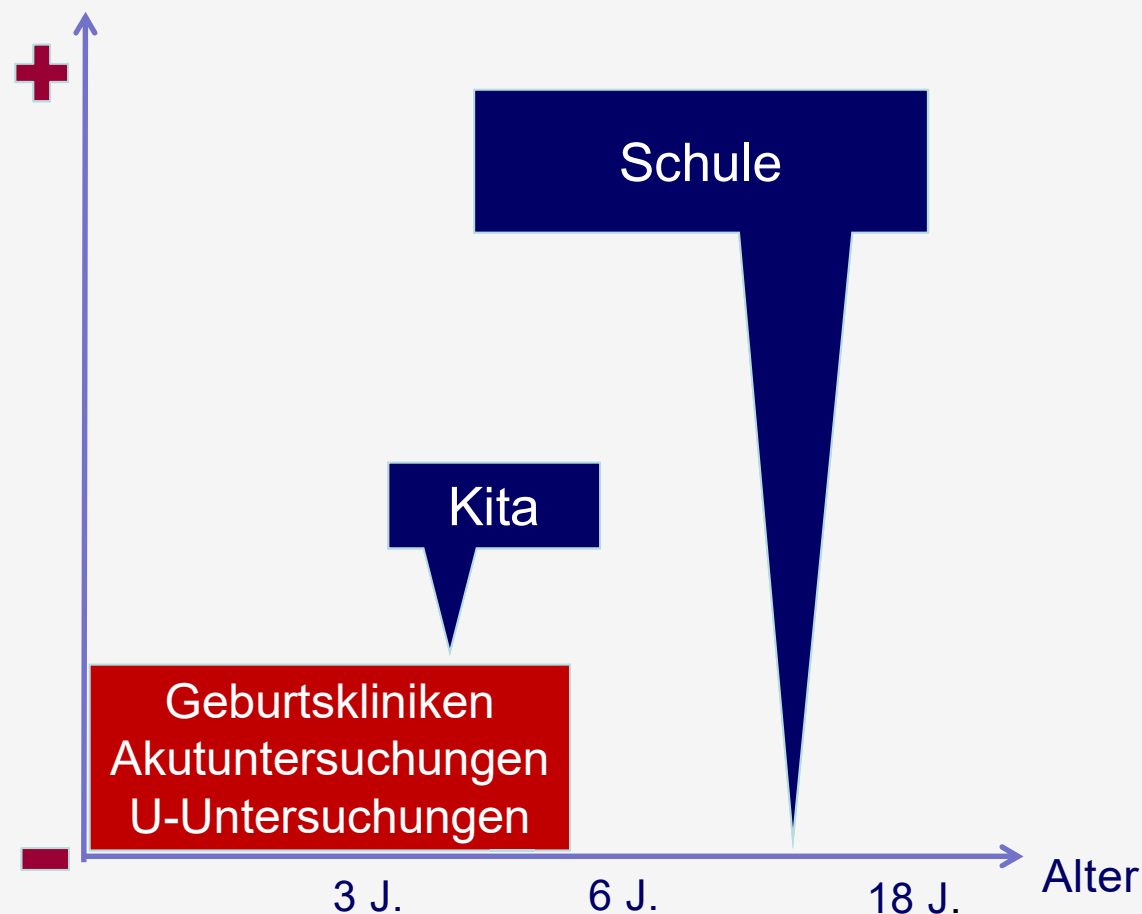 Schule
Kita
Geburtskliniken
Akutuntersuchungen
U-Untersuchungen
3 J.
6 J.
18 J.
Alter